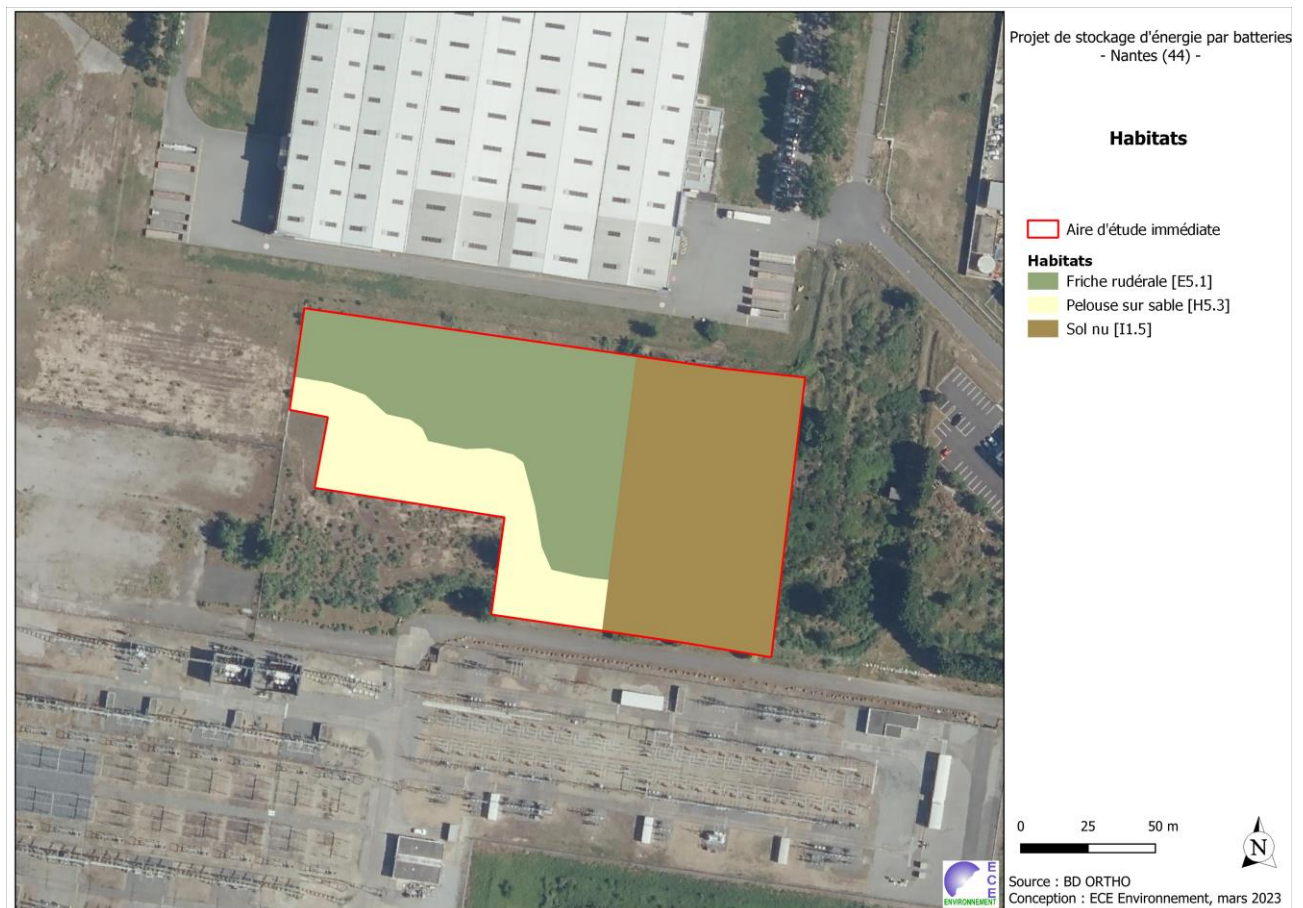 Projet de stockage d'énergie par batteries
- Nantes (44) -
Habitats
Aire d'étude immédiate
Habitats
Friche rudérale [E5.1]
Pelouse sur sable [H5.3]
Sol nu [I1.5]
0 25 50 m
N
ECE
ENVIRONNEMENT
Source : BD ORTHO
Conception : ECE Environnement, mars 2023